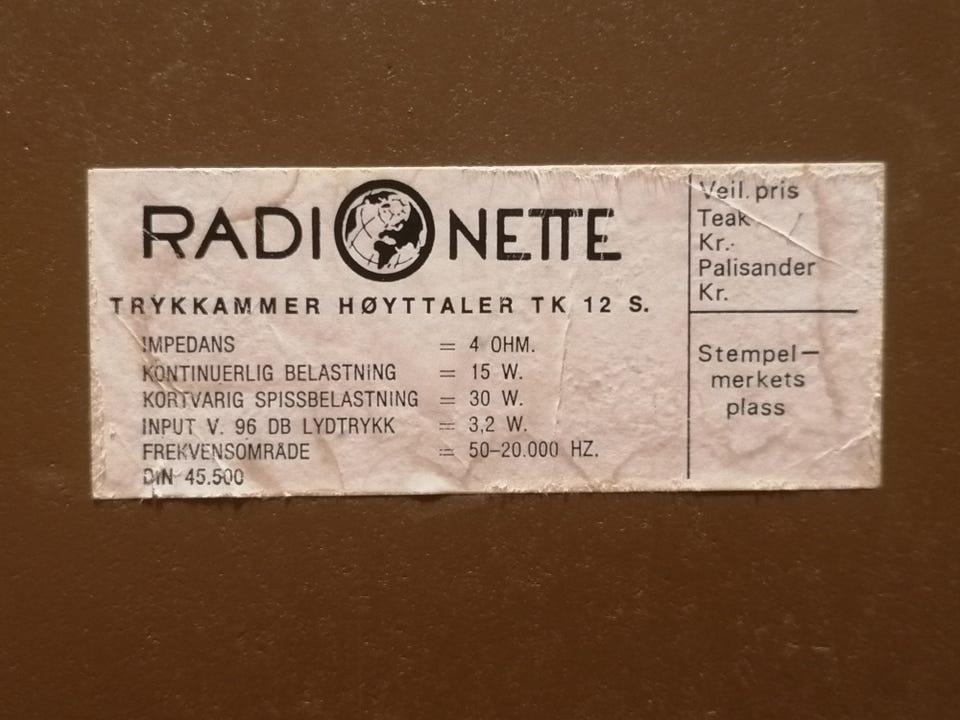 RADIONETTE
TRYKKAMMER HØYTTALER TK 12 S.
IMPEDANS = 4 OHM.
KONTINUERLIG BELASTNING = 15 W.
KORTVARIG SPISSBELASTNING = 30 W.
INPUT V. 96 DB LYDTRYKK = 3,2 W.
FREKVENSOMRÅDE = 50–20.000 HZ.
DIN 45.500
Veil. pris
Teak
Kr.
Palisander
Kr.
Stempel–
merkets
plass